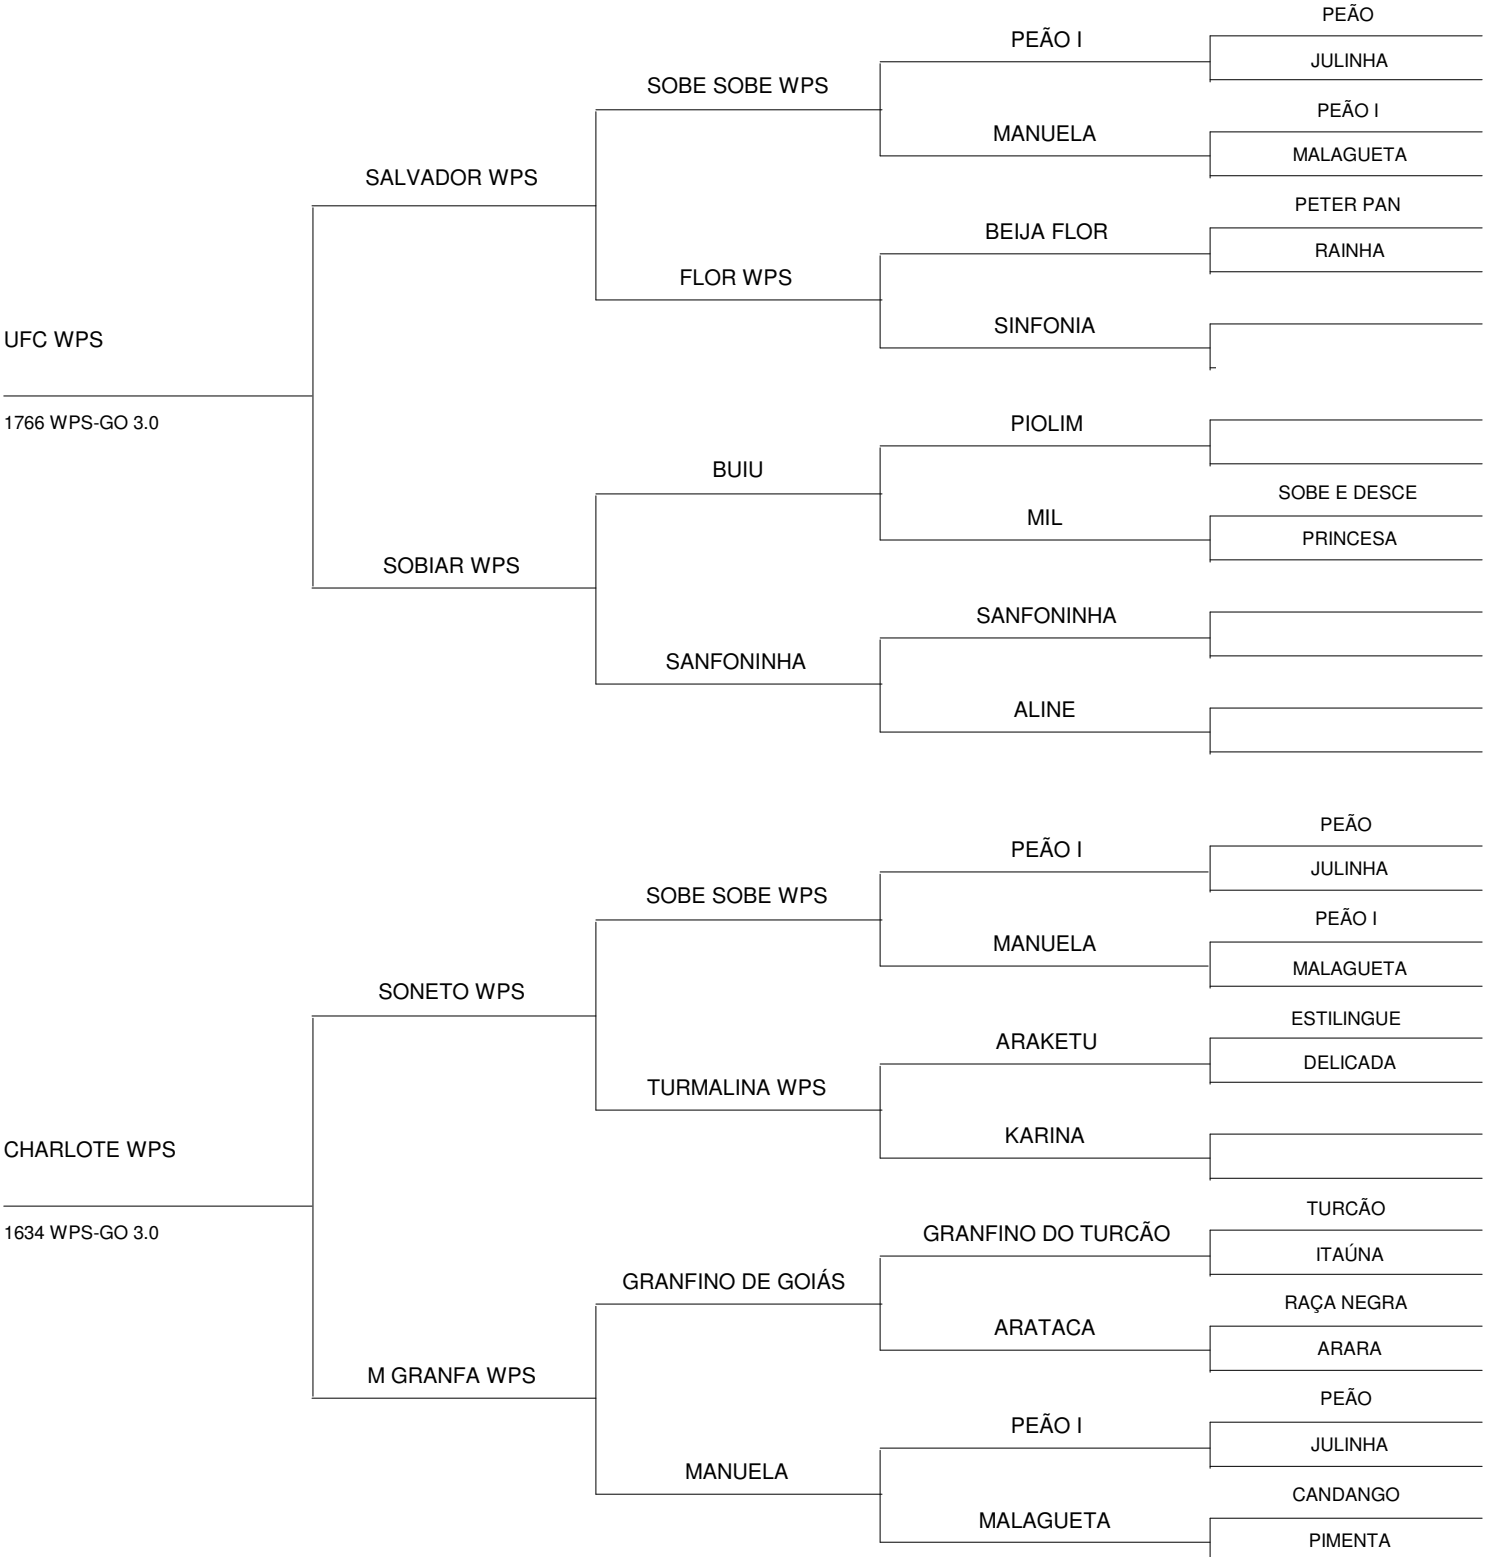 PEÃO
PEÃO I
JULINHA
SOBE SOBE WPS
PEÃO I
MANUELA
MALAGUETA
SALVADOR WPS
PETER PAN
BEIJA FLOR
RAINHA
FLOR WPS
SINFONIA
UFC WPS
1766 WPS-GO 3.0
PIOLIM
BUIU
SOBE E DESCE
MIL
PRINCESA
SOBIAR WPS
SANFONINHA
SANFONINHA
ALINE
PEÃO
PEÃO I
JULINHA
SOBE SOBE WPS
PEÃO I
MANUELA
MALAGUETA
SONETO WPS
ESTILINGUE
ARAKETU
DELICADA
TURMALINA WPS
KARINA
CHARLOTE WPS
TURCÃO
1634 WPS-GO 3.0
GRANFINO DO TURCÃO
ITAÚNA
GRANFINO DE GOIÁS
RAÇA NEGRA
ARATACA
ARARA
M GRANFA WPS
PEÃO
PEÃO I
JULINHA
MANUELA
CANDANGO
MALAGUETA
PIMENTA